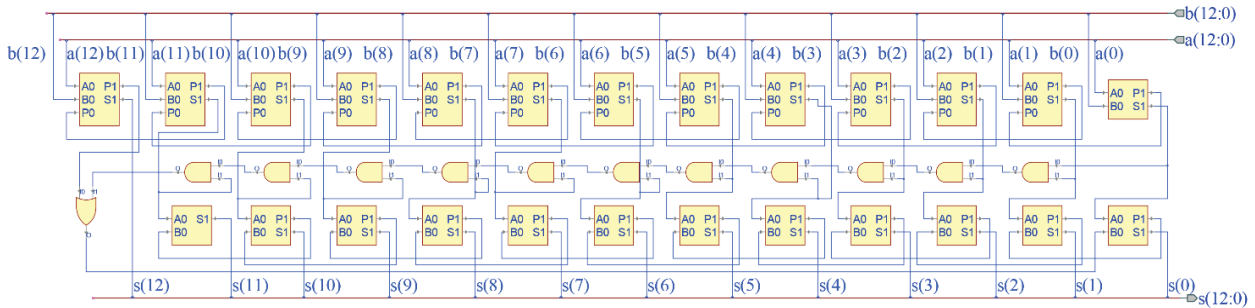 b(12:0)
a(12:0)
b(12) a(12) b(11) a(11) b(10) a(10) b(9) a(9) b(8) a(8) b(7) a(7) b(6) a(6) b(5) a(5) b(4) a(4) b(3) a(3) b(2) a(2) b(1) a(1) b(0) a(0)
A0 P1 A0 P1 A0 P1 A0 P1 A0 P1 A0 P1 A0 P1 A0 P1 A0 P1 A0 P1 A0 P1 A0 P1 A0 P1
B0 S1 B0 S1 B0 S1 B0 S1 B0 S1 B0 S1 B0 S1 B0 S1 B0 S1 B0 S1 B0 S1 B0 S1 B0 S1
P0 P0 P0 P0 P0 P0 P0 P0 P0 P0 P0 P0
A0 S1 A0 P1 A0 P1 A0 P1 A0 P1 A0 P1 A0 P1 A0 P1 A0 P1 A0 P1 A0 P1 A0 P1
B0 B0 S1 B0 S1 B0 S1 B0 S1 B0 S1 B0 S1 B0 S1 B0 S1 B0 S1 B0 S1 B0 S1
s(12) s(11) s(10) s(9) s(8) s(7) s(6) s(5) s(4) s(3) s(2) s(1) s(0)
s(12:0)